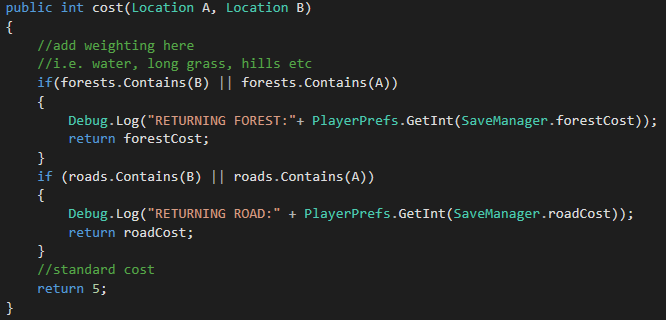 public int cost(Location A, Location B)
{
    //add weighting here
    //i.e. water, long grass, hills etc
    if(forests.Contains(B) || forests.Contains(A))
    {
        Debug.Log("RETURNING FOREST:"+ PlayerPrefs.GetInt(SaveManager.forestCost));
        return forestCost;
    }
    if (roads.Contains(B) || roads.Contains(A))
    {
        Debug.Log("RETURNING ROAD:" + PlayerPrefs.GetInt(SaveManager.roadCost));
        return roadCost;
    }
    //standard cost
    return 5;
}